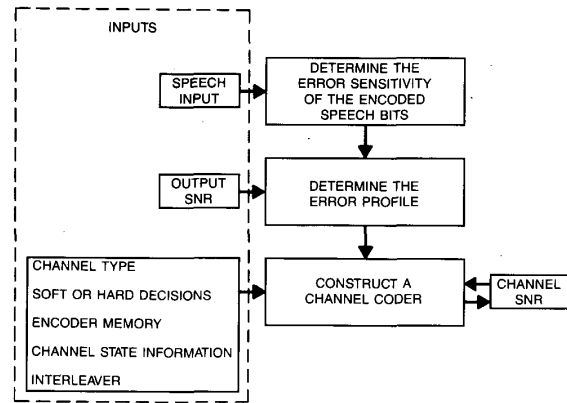 INPUTS
SPEECH
INPUT
DETERMINE THE
ERROR SENSITIVITY
OF THE ENCODED
SPEECH BITS
OUTPUT
SNR
DETERMINE THE
ERROR PROFILE
CHANNEL TYPE
SOFT OR HARD DECISIONS
ENCODER MEMORY
CHANNEL STATE INFORMATION
INTERLEAVER
CONSTRUCT A
CHANNEL CODER
CHANNEL
SNR